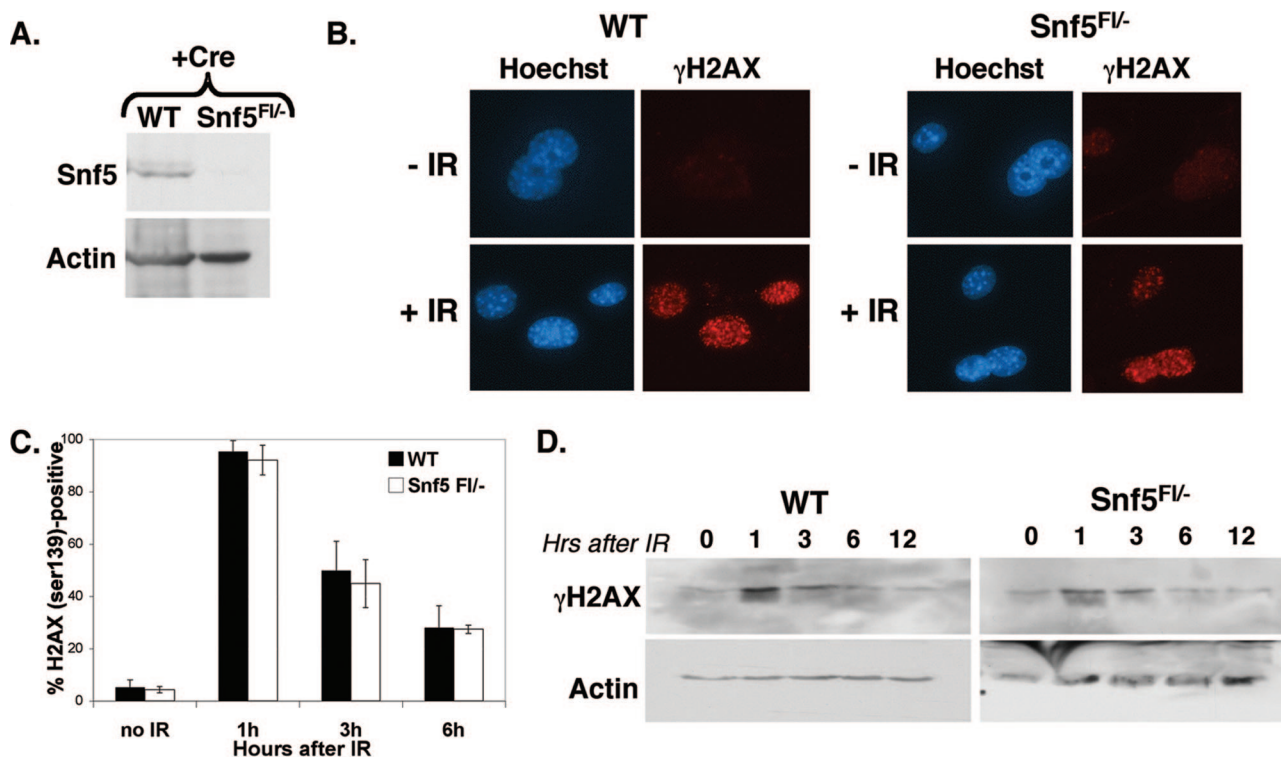 A.
+Cre
WT Snf5Fl/-
Snf5
Actin
B.
WT
Hoechst γH2AX
- IR
+ IR
Snf5Fl/-
Hoechst γH2AX
- IR
+ IR
C.
% H2AX (ser139)-positive
100
80
60
40
20
0
WT
Snf5 Fl/-
no IR 1h 3h 6h
Hours after IR
D.
WT Snf5Fl/-
Hrs after IR 0 1 3 6 12 0 1 3 6 12
γH2AX
Actin